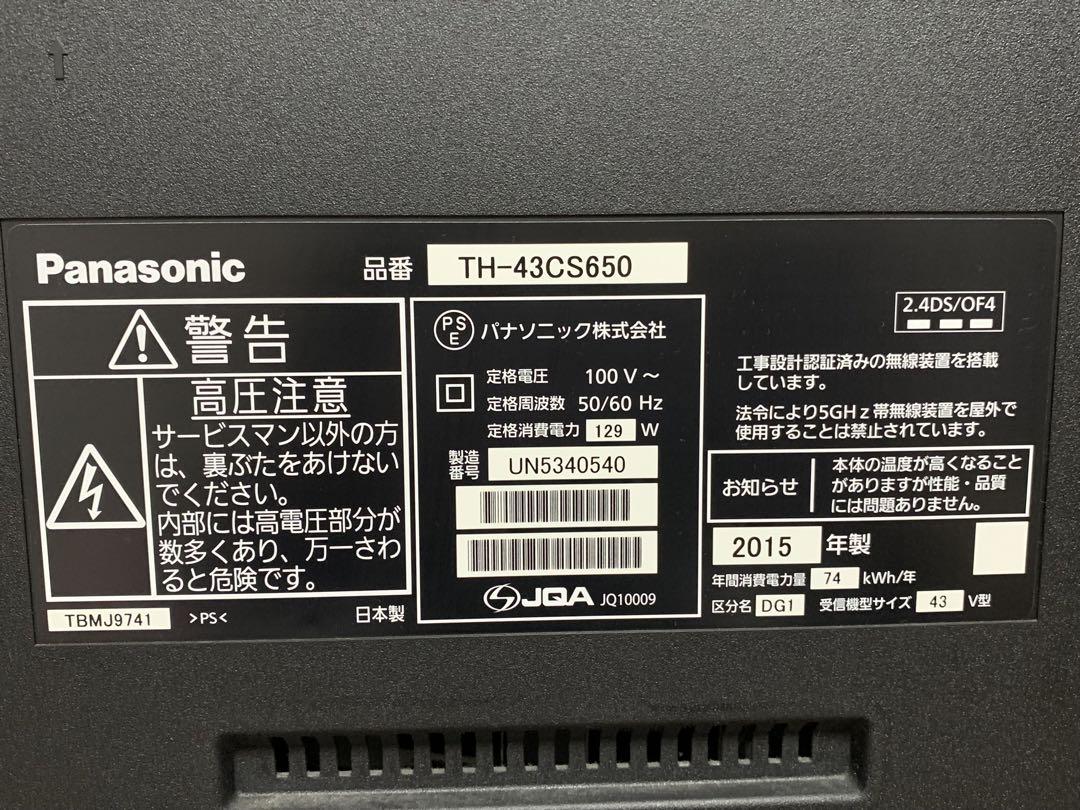 Panasonic
品番 TH-43CS650
警告
高圧注意
サービスマン以外の方
は、裏ぶたをあけない
でください。
内部には高電圧部分が
数多くあり、万一さわ
ると危険です。
TBMJ9741 >PS< 日本製
PSE パナソニック株式会社
定格電圧 100 V ～
定格周波数 50/60 Hz
定格消費電力 129 W
製造番号 UN5340540
JQA JQ10009
2.4DS/OF4
工事設計認証済みの無線装置を搭載
しています。
法令により5GHz帯無線装置を屋外で
使用することは禁止されています。
お知らせ
本体の温度が高くなること
がありますが性能・品質
には問題ありません。
2015 年製
年間消費電力量 74 kWh/年
区分名 DG1 受信機型サイズ 43 V型